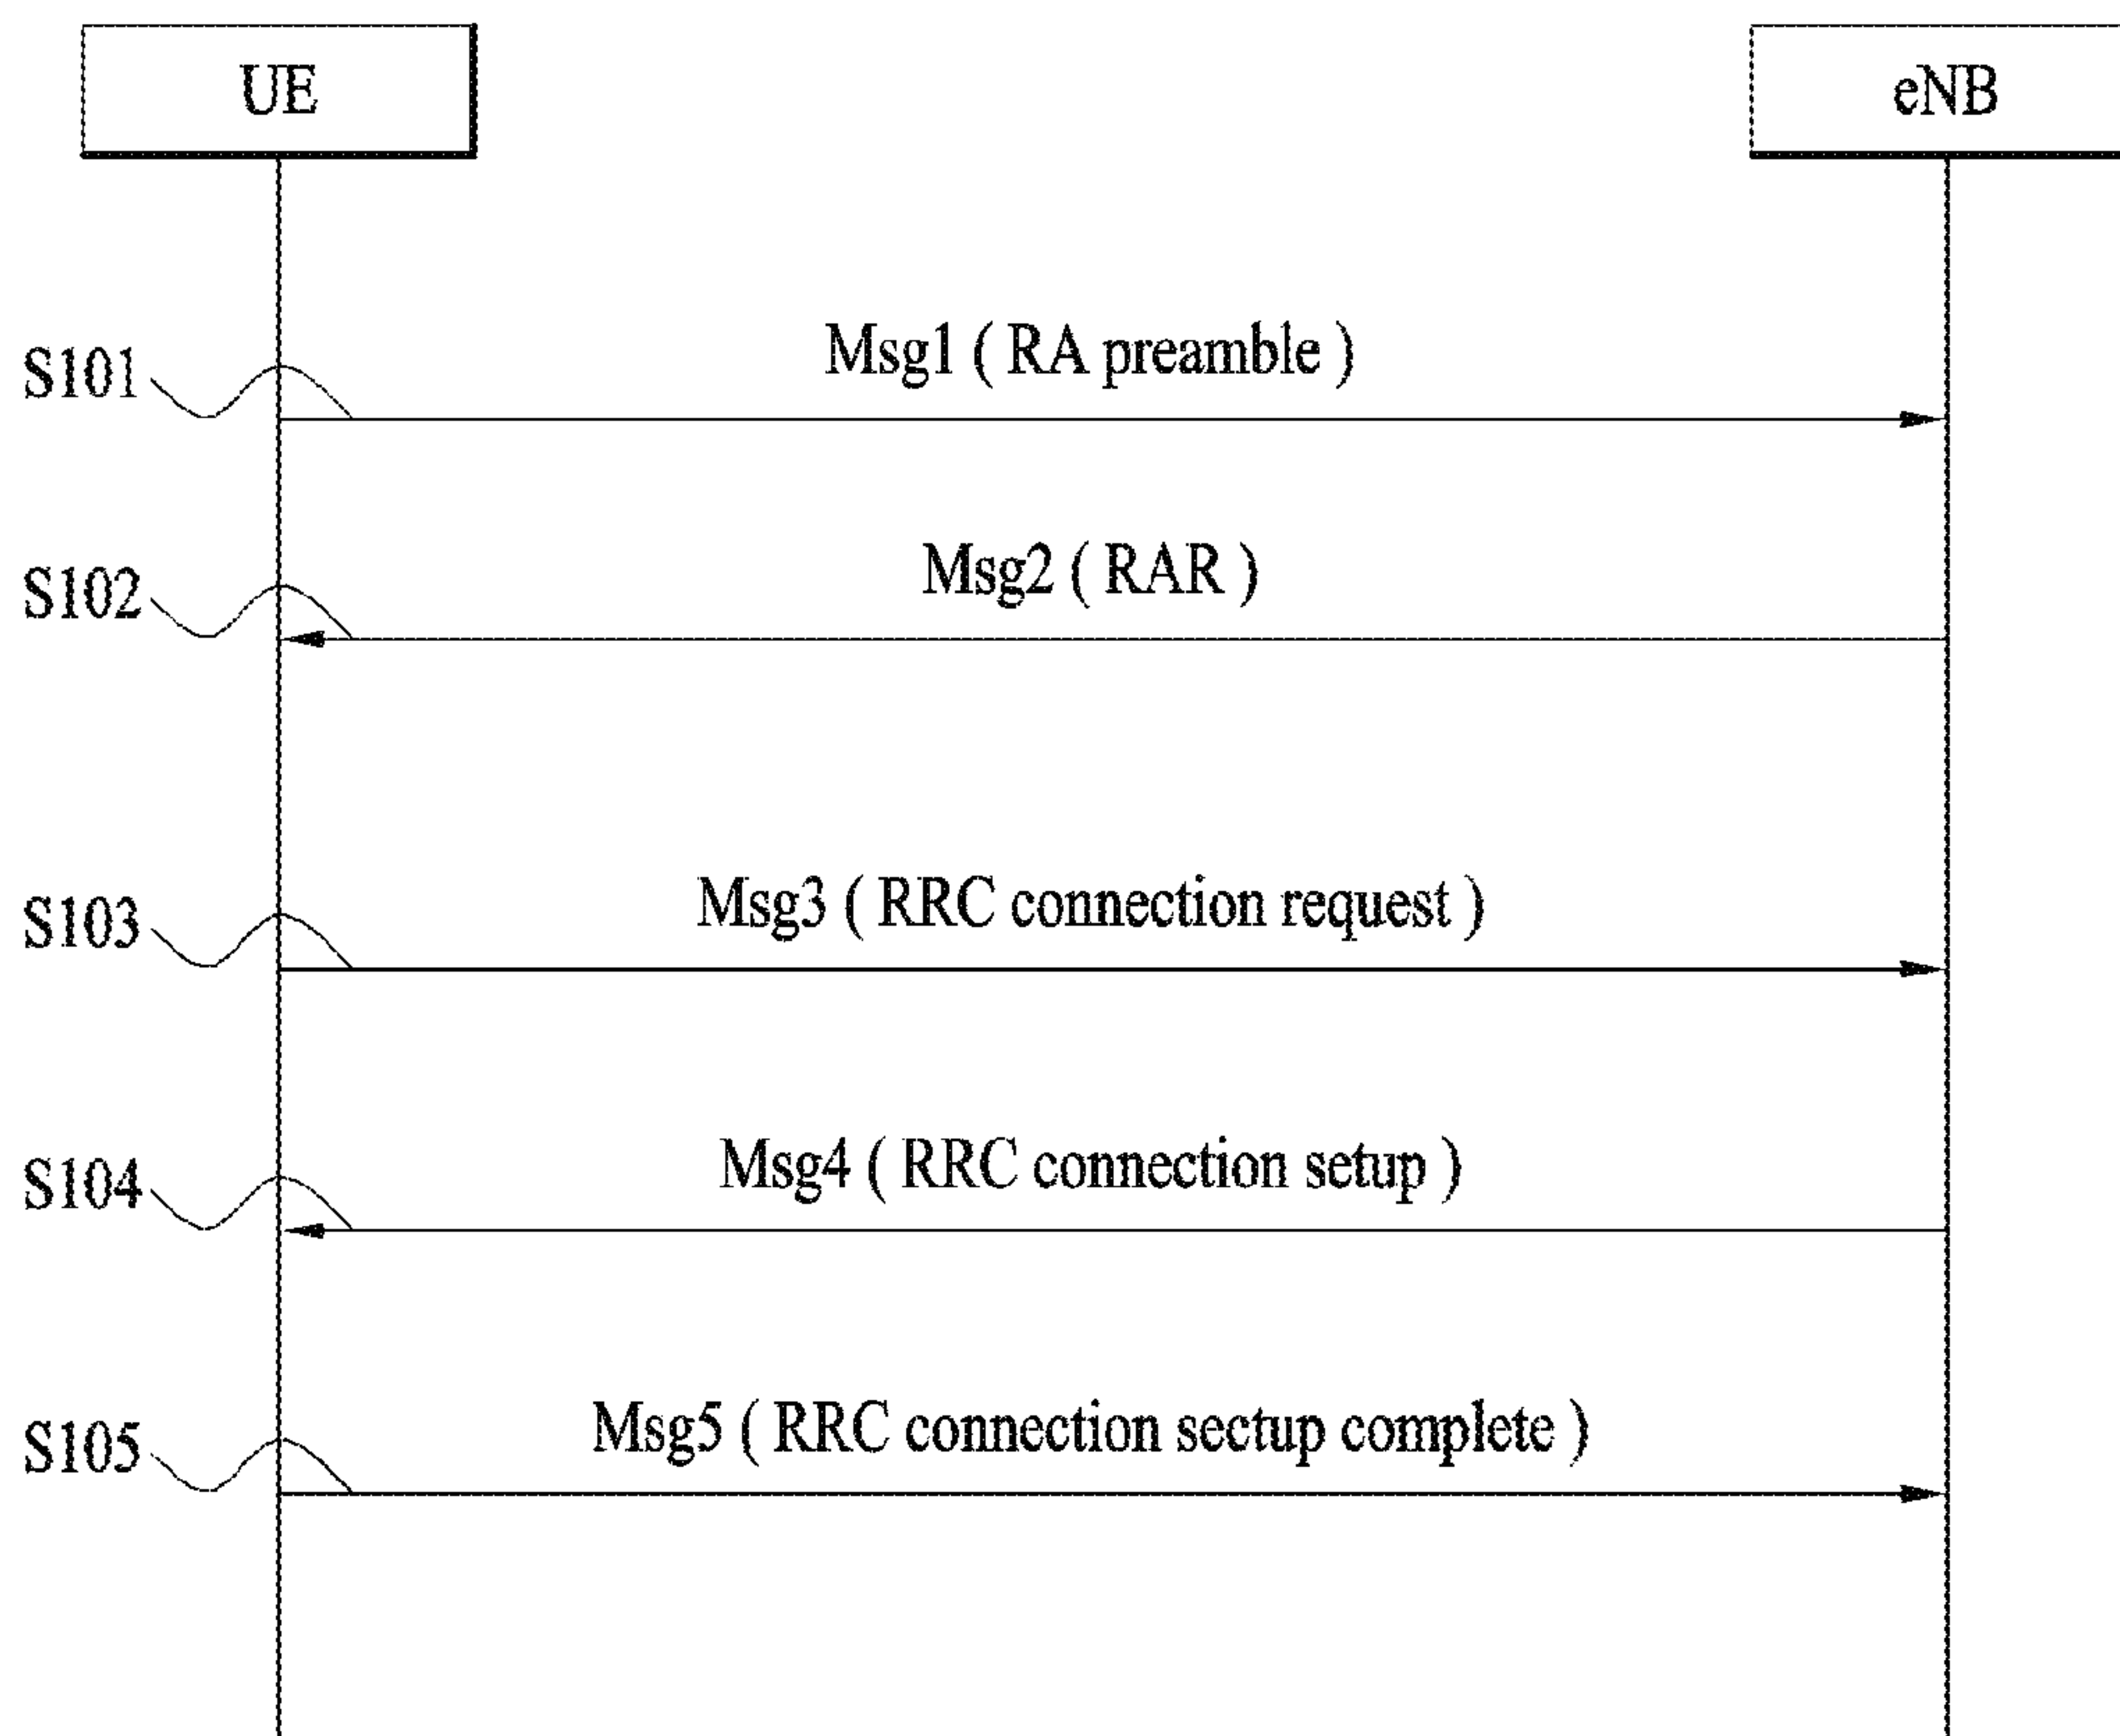 UE
eNB
S101
Msg1 ( RA preamble )
S102
Msg2 ( RAR )
S103
Msg3 ( RRC connection request )
S104
Msg4 ( RRC connection setup )
S105
Msg5 ( RRC connection sectup complete )